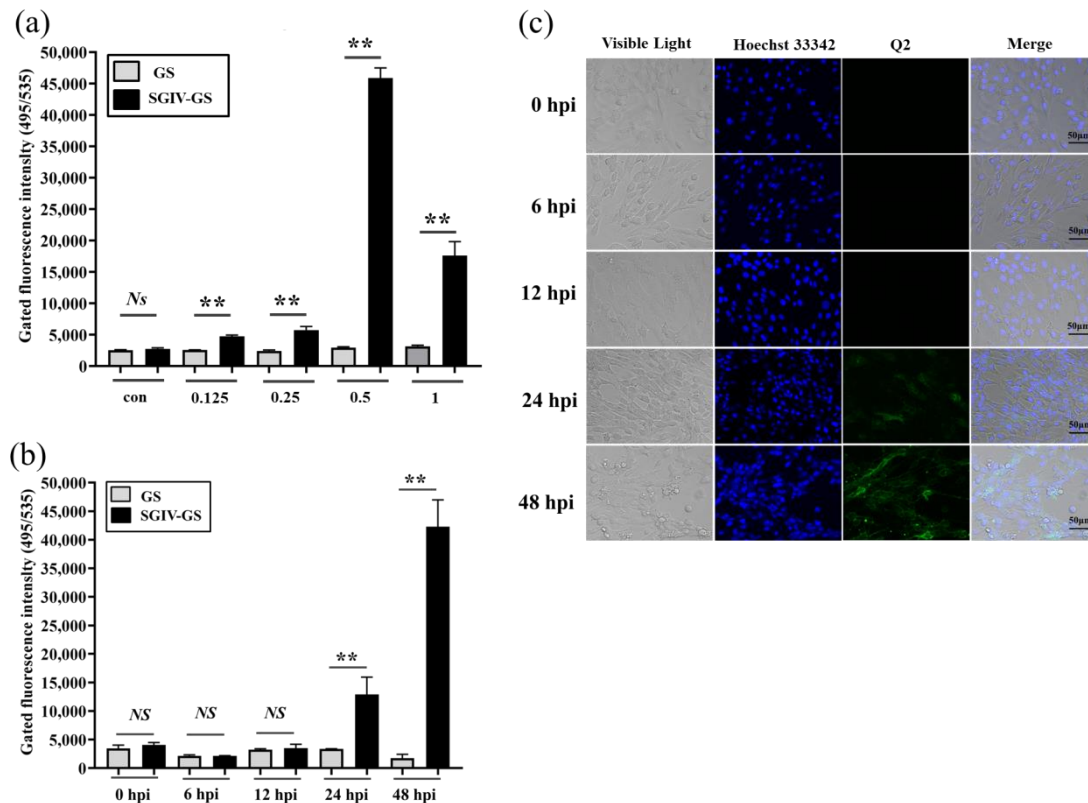 (a)
Gated fluorescence intensity (495/535)
50,000
45,000
40,000
35,000
30,000
25,000
20,000
15,000
10,000
5,000
0
GS
SGIV-GS
Ns
**
**
**
**
con 0.125 0.25 0.5 1
(b)
Gated fluorescence intensity (495/535)
50,000
45,000
40,000
35,000
30,000
25,000
20,000
15,000
10,000
5,000
0
GS
SGIV-GS
NS
NS
NS
**
**
0 hpi 6 hpi 12 hpi 24 hpi 48 hpi
(c)
Visible Light Hoechst 33342 Q2 Merge
0 hpi
50μm
6 hpi
50μm
12 hpi
50μm
24 hpi
50μm
48 hpi
50μm